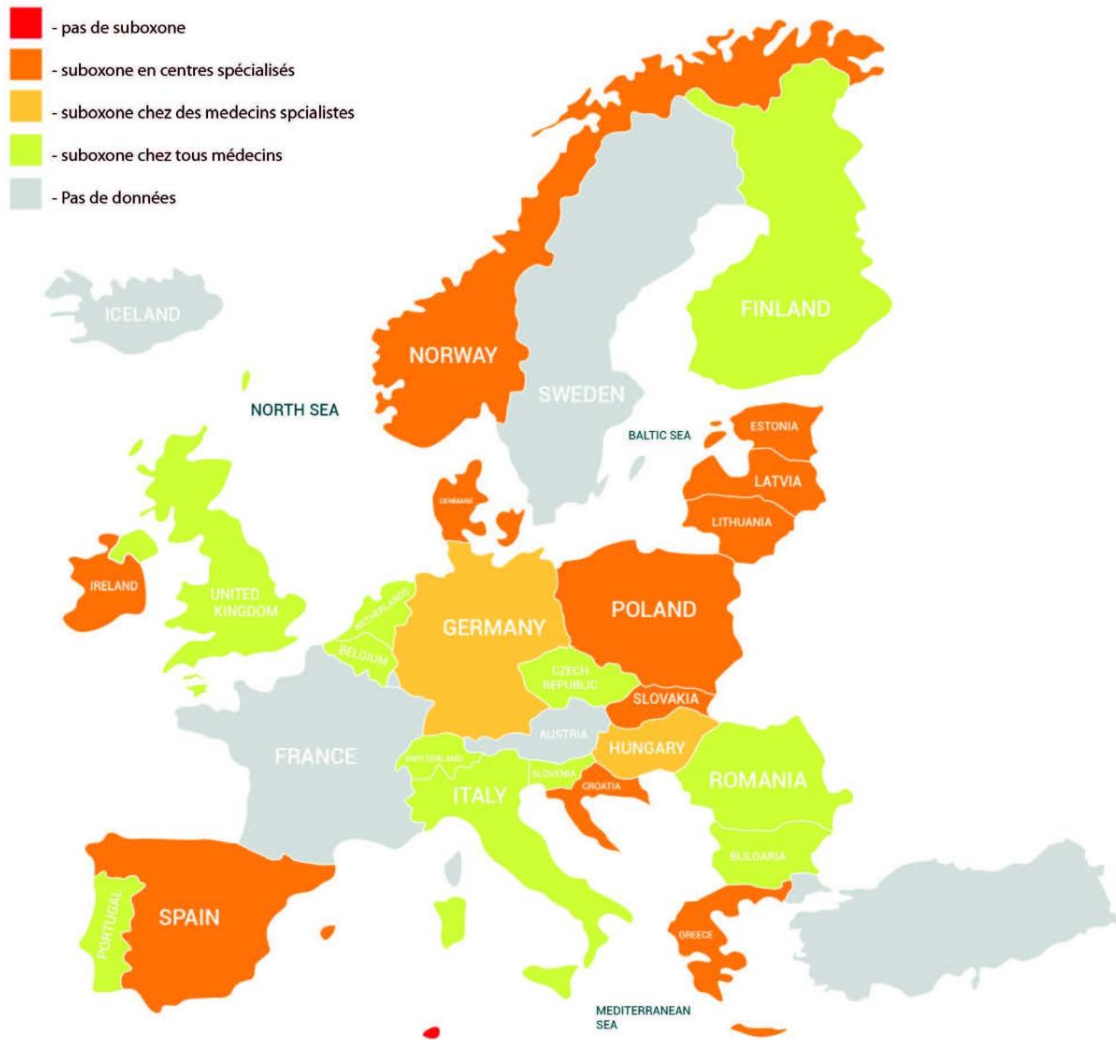 - pas de suboxone
- suboxone en centres spécialisés
- suboxone chez des medecins spcialistes
- suboxone chez tous médecins
- Pas de données
ICELAND
FINLAND
NORWAY
NORTH SEA
SWEDEN
BALTIC SEA
ESTONIA
LATVIA
DENMARK
LITHUANIA
IRELAND
UNITED
KINGDOM
NETHERLANDS
POLAND
GERMANY
BELGIUM
CZECH
REPUBLIC
SLOVAKIA
AUSTRIA
HUNGARY
FRANCE
SWITZERLAND
SLOVENIA
ROMANIA
CROATIA
ITALY
BULGARIA
PORTUGAL
SPAIN
GREECE
MEDITERRANEAN
SEA